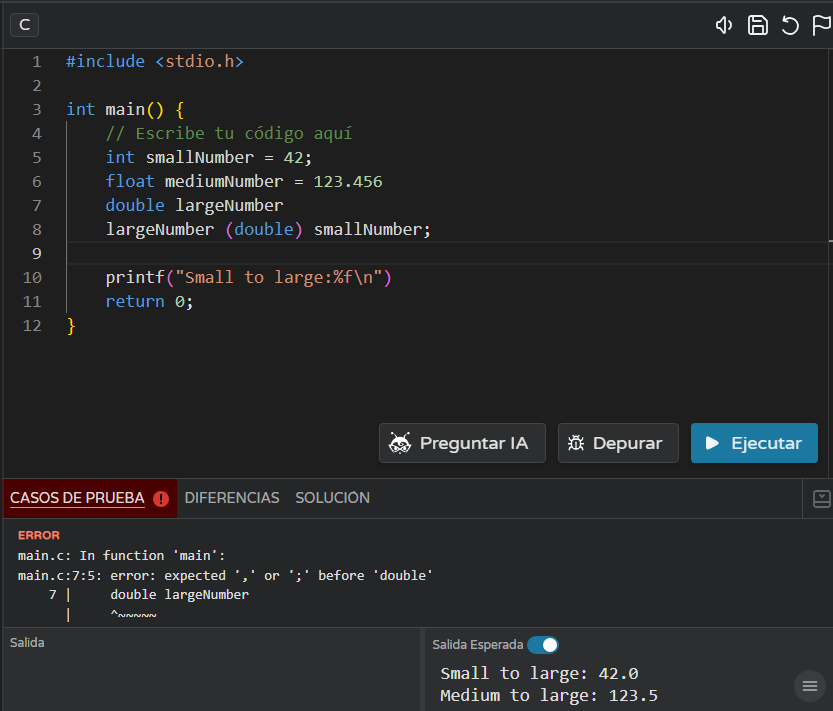 C
1 #include <stdio.h>
2
3 int main() {
4 // Escribe tu código aquí
5 int smallNumber = 42;
6 float mediumNumber = 123.456
7 double largeNumber
8 largeNumber (double) smallNumber;
9
10 printf("Small to large:%f\n")
11 return 0;
12 }
Preguntar IA Depurar Ejecutar
CASOS DE PRUEBA DIFERENCIAS SOLUCIÓN
ERROR
main.c: In function 'main':
main.c:7:5: error: expected ',' or ';' before 'double'
7 | double largeNumber
| ^~~~~~
Salida
Salida Esperada
Small to large: 42.0
Medium to large: 123.5